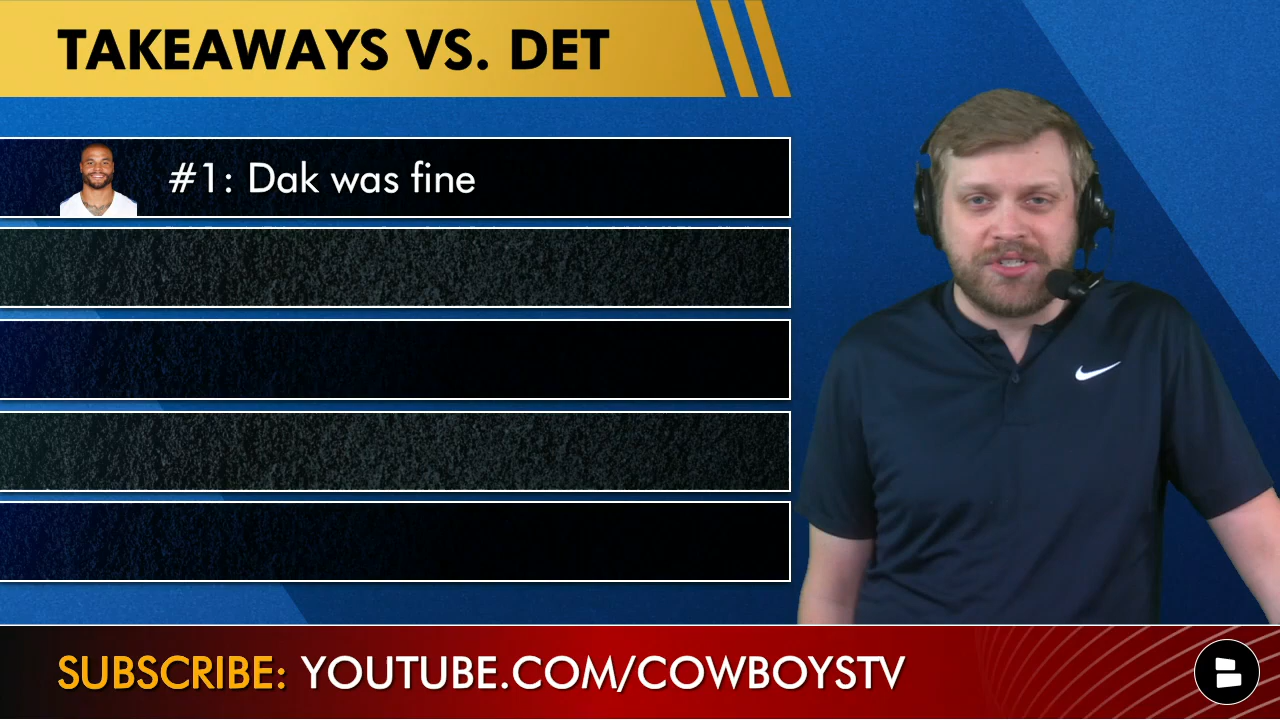 TAKEAWAYS VS. DET
#1: Dak was fine
SUBSCRIBE: YOUTUBE.COM/COWBOYSTV